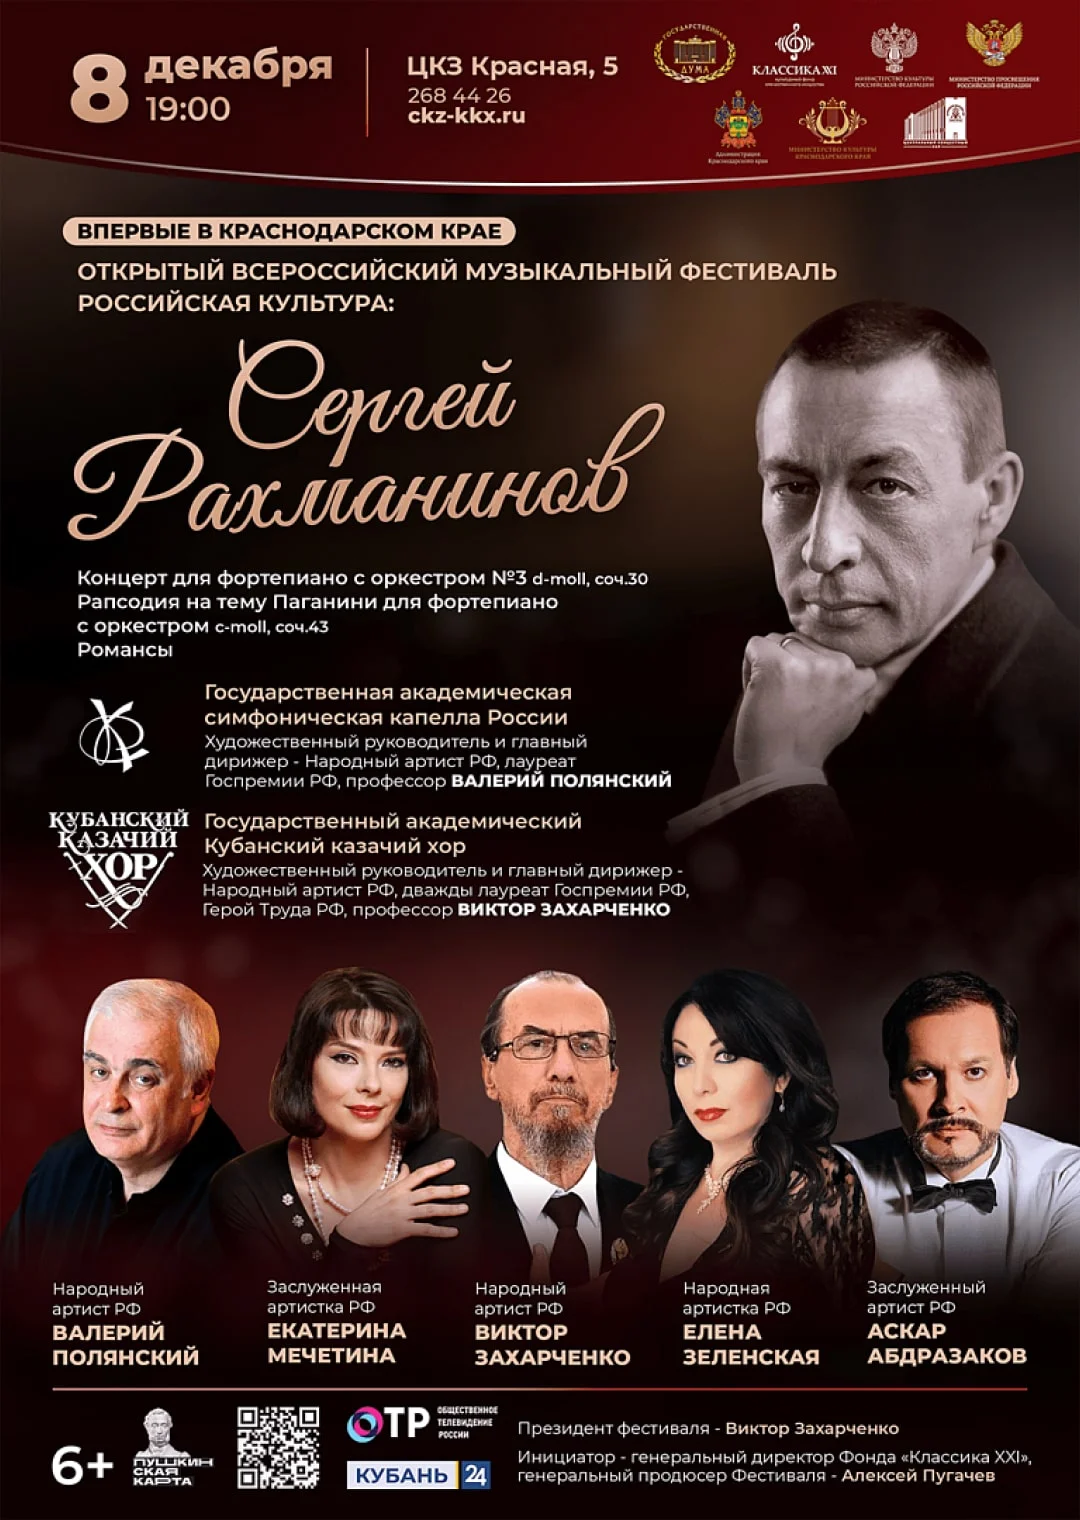 8 декабря
19:00
ЦКЗ Красная, 5
268 44 26
ckz-kkx.ru
ГОСУДАРСТВЕННАЯ
ДУМА
КЛАССИКА XXI
МИНИСТЕРСТВО КУЛЬТУРЫ
РОССИЙСКОЙ ФЕДЕРАЦИИ
МИНИСТЕРСТВО ПРОСВЕЩЕНИЯ
РОССИЙСКОЙ ФЕДЕРАЦИИ
Администрация
Краснодарского края
МИНИСТЕРСТВО КУЛЬТУРЫ
КРАСНОДАРСКОГО КРАЯ
ЦЕНТРАЛЬНЫЙ КОНЦЕРТНЫЙ
ЗАЛ
ВПЕРВЫЕ В КРАСНОДАРСКОМ КРАЕ
ОТКРЫТЫЙ ВСЕРОССИЙСКИЙ МУЗЫКАЛЬНЫЙ ФЕСТИВАЛЬ
РОССИЙСКАЯ КУЛЬТУРА:
Сергей
Рахманинов
Концерт для фортепиано с оркестром №3 d-moll, соч.30
Рапсодия на тему Паганини для фортепиано
с оркестром c-moll, соч.43
Романсы
Государственная академическая
симфоническая капелла России
Художественный руководитель и главный
дирижер - Народный артист РФ, лауреат
Госпремии РФ, профессор ВАЛЕРИЙ ПОЛЯНСКИЙ
КУБАНСКИЙ
КАЗАЧИЙ
ХОР
Государственный академический
Кубанский казачий хор
Художественный руководитель и главный дирижер -
Народный артист РФ, дважды лауреат Госпремии РФ,
Герой Труда РФ, профессор ВИКТОР ЗАХАРЧЕНКО
Народный
артист РФ
ВАЛЕРИЙ
ПОЛЯНСКИЙ
Заслуженная
артистка РФ
ЕКАТЕРИНА
МЕЧЕТИНА
Народный
артист РФ
ВИКТОР
ЗАХАРЧЕНКО
Народная
артистка РФ
ЕЛЕНА
ЗЕЛЕНСКАЯ
Заслуженный
артист РФ
АСКАР
АБДРАЗАКОВ
6+
ПУШКИН
СКАЯ
КАРТА
ОТР
ОБЩЕСТВЕННОЕ
ТЕЛЕВИДЕНИЕ
РОССИИ
КУБАНЬ 24
Президент фестиваля - Виктор Захарченко
Инициатор - генеральный директор Фонда «Классика XXI»,
генеральный продюсер Фестиваля - Алексей Пугачев